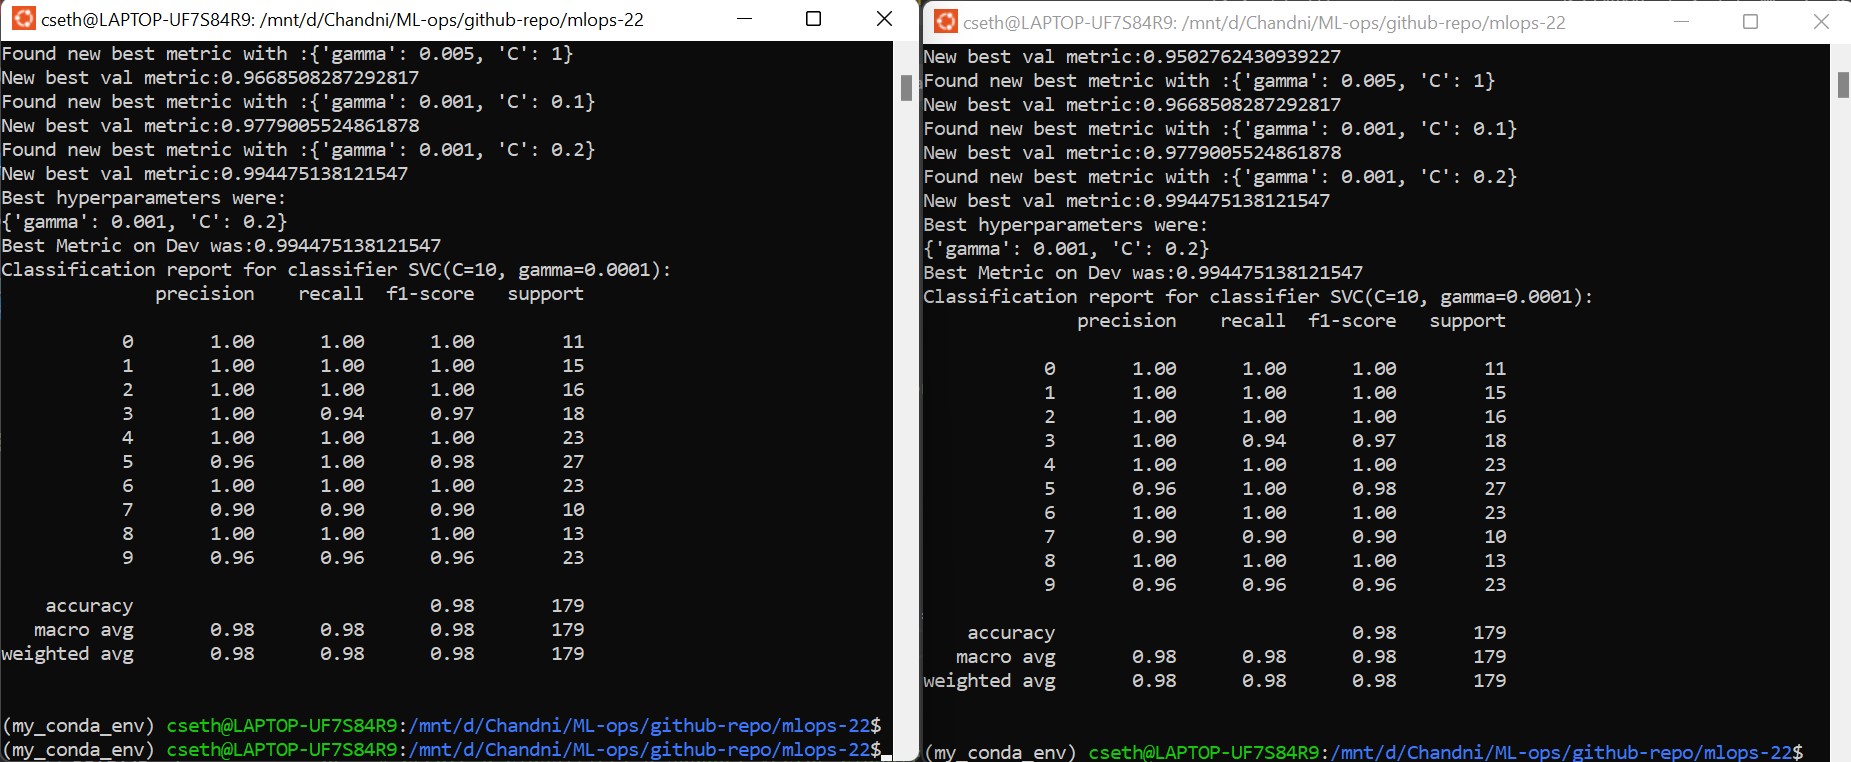 cseth@LAPTOP-UF7S84R9: /mnt/d/Chandni/ML-ops/github-repo/mlops-22
Found new best metric with :{'gamma': 0.005, 'C': 1}
New best val metric:0.9668508287292817
Found new best metric with :{'gamma': 0.001, 'C': 0.1}
New best val metric:0.9779005524861878
Found new best metric with :{'gamma': 0.001, 'C': 0.2}
New best val metric:0.994475138121547
Best hyperparameters were:
{'gamma': 0.001, 'C': 0.2}
Best Metric on Dev was:0.994475138121547
Classification report for classifier SVC(C=10, gamma=0.0001):
precision recall f1-score support
0 1.00 1.00 1.00 11
1 1.00 1.00 1.00 15
2 1.00 1.00 1.00 16
3 1.00 0.94 0.97 18
4 1.00 1.00 1.00 23
5 0.96 1.00 0.98 27
6 1.00 1.00 1.00 23
7 0.90 0.90 0.90 10
8 1.00 1.00 1.00 13
9 0.96 0.96 0.96 23
accuracy 0.98 179
macro avg 0.98 0.98 0.98 179
weighted avg 0.98 0.98 0.98 179
(my_conda_env) cseth@LAPTOP-UF7S84R9:/mnt/d/Chandni/ML-ops/github-repo/mlops-22$
(my_conda_env) cseth@LAPTOP-UF7S84R9:/mnt/d/Chandni/ML-ops/github-repo/mlops-22$
cseth@LAPTOP-UF7S84R9: /mnt/d/Chandni/ML-ops/github-repo/mlops-22
New best val metric:0.9502762430939227
Found new best metric with :{'gamma': 0.005, 'C': 1}
New best val metric:0.9668508287292817
Found new best metric with :{'gamma': 0.001, 'C': 0.1}
New best val metric:0.9779005524861878
Found new best metric with :{'gamma': 0.001, 'C': 0.2}
New best val metric:0.994475138121547
Best hyperparameters were:
{'gamma': 0.001, 'C': 0.2}
Best Metric on Dev was:0.994475138121547
Classification report for classifier SVC(C=10, gamma=0.0001):
precision recall f1-score support
0 1.00 1.00 1.00 11
1 1.00 1.00 1.00 15
2 1.00 1.00 1.00 16
3 1.00 0.94 0.97 18
4 1.00 1.00 1.00 23
5 0.96 1.00 0.98 27
6 1.00 1.00 1.00 23
7 0.90 0.90 0.90 10
8 1.00 1.00 1.00 13
9 0.96 0.96 0.96 23
accuracy 0.98 179
macro avg 0.98 0.98 0.98 179
weighted avg 0.98 0.98 0.98 179
(my_conda_env) cseth@LAPTOP-UF7S84R9:/mnt/d/Chandni/ML-ops/github-repo/mlops-22$